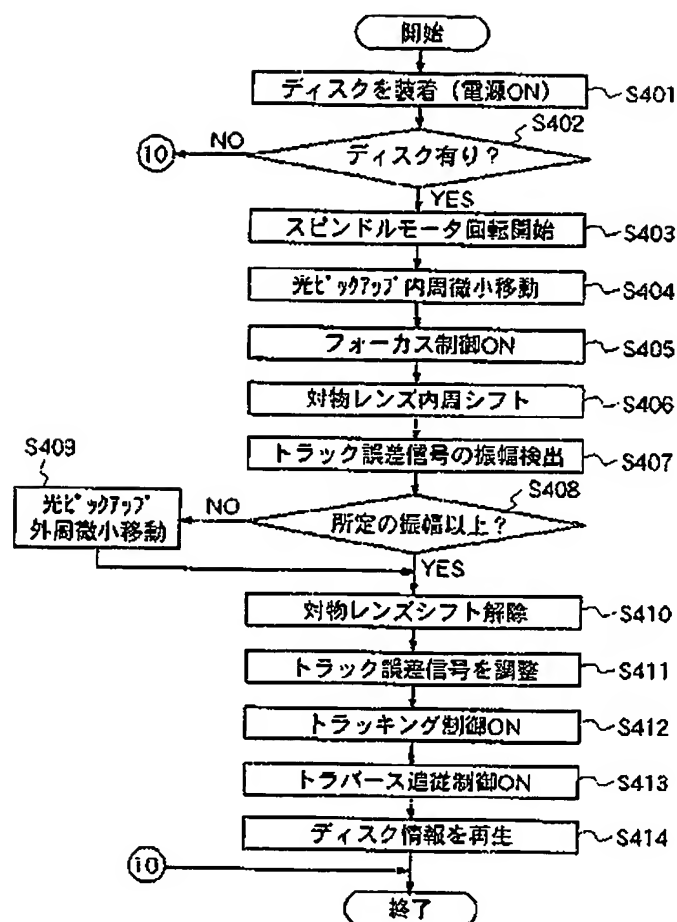 開始
ディスクを装着（電源ON） S401
S402
10 NO ディスク有り？
YES
スピンドルモータ回転開始 S403
光ピックアップ内周微小移動 S404
フォーカス制御ON S405
対物レンズ内周シフト S406
トラック誤差信号の振幅検出 S407
S409 S408
光ピックアップ
外周微小移動
NO 所定の振幅以上？
YES
対物レンズシフト解除 S410
トラック誤差信号を調整 S411
トラッキング制御ON S412
トラバース追従制御ON S413
ディスク情報を再生 S414
10
終了